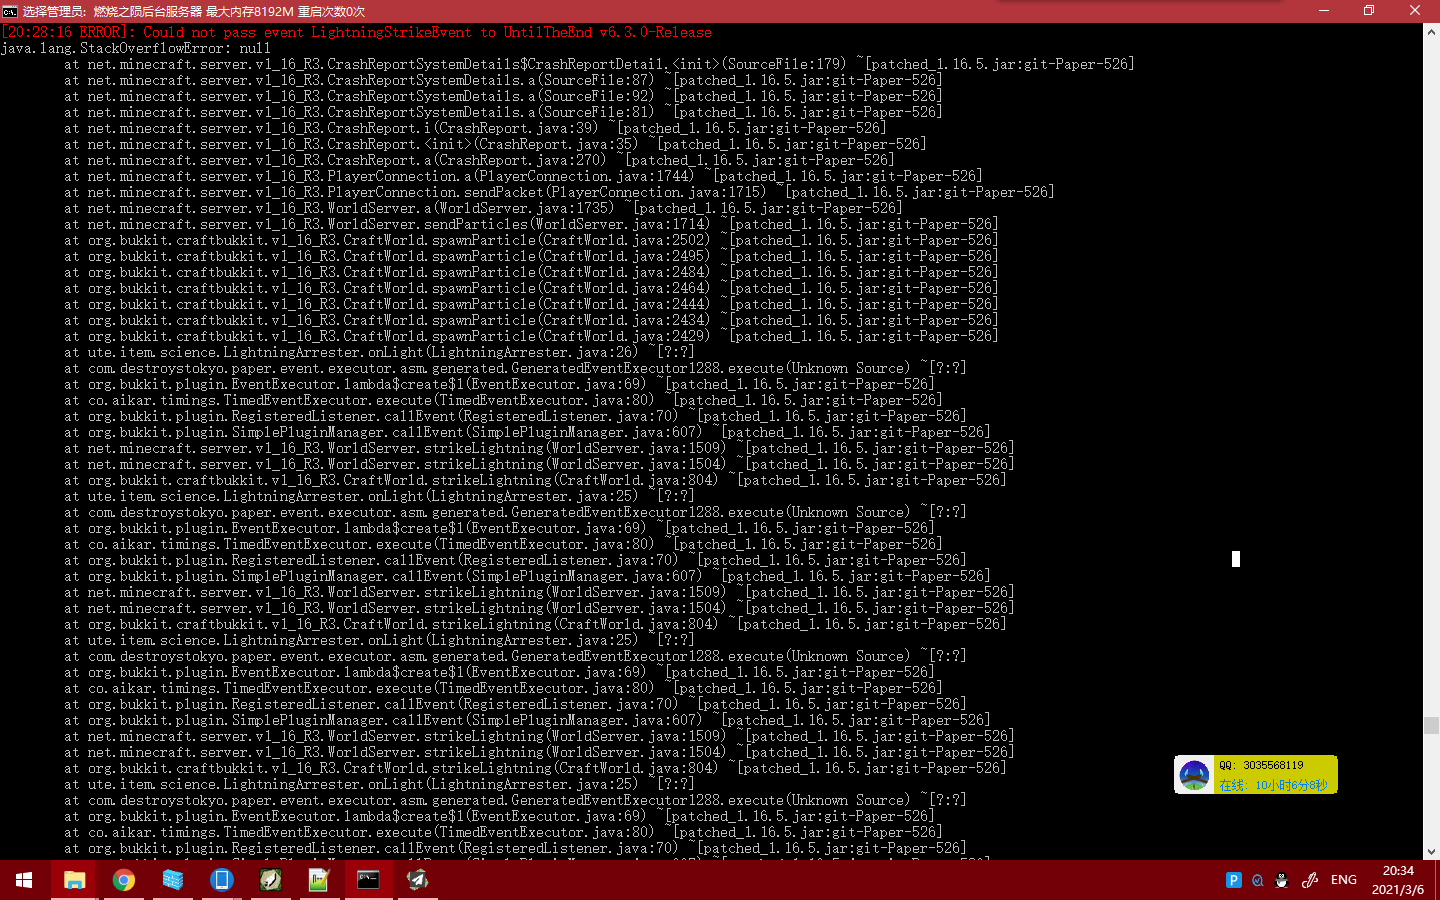 选择管理员: 燃烧之陨后台服务器 最大内存8192M 重启次数0次
[20:28:16 ERROR]: Could not pass event LightningStrikeEvent to UntilTheEnd v6.3.0-Release
java.lang.StackOverflowError: null
at net.minecraft.server.v1_16_R3.CrashReportSystemDetails$CrashReportDetail.<init>(SourceFile:179) ~[patched_1.16.5.jar:git-Paper-526]
at net.minecraft.server.v1_16_R3.CrashReportSystemDetails.a(SourceFile:87) ~[patched_1.16.5.jar:git-Paper-526]
at net.minecraft.server.v1_16_R3.CrashReportSystemDetails.a(SourceFile:92) ~[patched_1.16.5.jar:git-Paper-526]
at net.minecraft.server.v1_16_R3.CrashReportSystemDetails.a(SourceFile:81) ~[patched_1.16.5.jar:git-Paper-526]
at net.minecraft.server.v1_16_R3.CrashReport.i(CrashReport.java:39) ~[patched_1.16.5.jar:git-Paper-526]
at net.minecraft.server.v1_16_R3.CrashReport.<init>(CrashReport.java:35) ~[patched_1.16.5.jar:git-Paper-526]
at net.minecraft.server.v1_16_R3.CrashReport.a(CrashReport.java:270) ~[patched_1.16.5.jar:git-Paper-526]
at net.minecraft.server.v1_16_R3.PlayerConnection.a(PlayerConnection.java:1744) ~[patched_1.16.5.jar:git-Paper-526]
at net.minecraft.server.v1_16_R3.PlayerConnection.sendPacket(PlayerConnection.java:1715) ~[patched_1.16.5.jar:git-Paper-526]
at net.minecraft.server.v1_16_R3.WorldServer.a(WorldServer.java:1735) ~[patched_1.16.5.jar:git-Paper-526]
at net.minecraft.server.v1_16_R3.WorldServer.sendParticles(WorldServer.java:1714) ~[patched_1.16.5.jar:git-Paper-526]
at org.bukkit.craftbukkit.v1_16_R3.CraftWorld.spawnParticle(CraftWorld.java:2502) ~[patched_1.16.5.jar:git-Paper-526]
at org.bukkit.craftbukkit.v1_16_R3.CraftWorld.spawnParticle(CraftWorld.java:2495) ~[patched_1.16.5.jar:git-Paper-526]
at org.bukkit.craftbukkit.v1_16_R3.CraftWorld.spawnParticle(CraftWorld.java:2484) ~[patched_1.16.5.jar:git-Paper-526]
at org.bukkit.craftbukkit.v1_16_R3.CraftWorld.spawnParticle(CraftWorld.java:2464) ~[patched_1.16.5.jar:git-Paper-526]
at org.bukkit.craftbukkit.v1_16_R3.CraftWorld.spawnParticle(CraftWorld.java:2444) ~[patched_1.16.5.jar:git-Paper-526]
at org.bukkit.craftbukkit.v1_16_R3.CraftWorld.spawnParticle(CraftWorld.java:2434) ~[patched_1.16.5.jar:git-Paper-526]
at org.bukkit.craftbukkit.v1_16_R3.CraftWorld.spawnParticle(CraftWorld.java:2429) ~[patched_1.16.5.jar:git-Paper-526]
at ute.item.science.LightningArrester.onLight(LightningArrester.java:26) ~[?:?]
at com.destroystokyo.paper.event.executor.asm.generated.GeneratedEventExecutor1288.execute(Unknown Source) ~[?:?]
at org.bukkit.plugin.EventExecutor.lambda$create$1(EventExecutor.java:69) ~[patched_1.16.5.jar:git-Paper-526]
at co.aikar.timings.TimedEventExecutor.execute(TimedEventExecutor.java:80) ~[patched_1.16.5.jar:git-Paper-526]
at org.bukkit.plugin.RegisteredListener.callEvent(RegisteredListener.java:70) ~[patched_1.16.5.jar:git-Paper-526]
at org.bukkit.plugin.SimplePluginManager.callEvent(SimplePluginManager.java:607) ~[patched_1.16.5.jar:git-Paper-526]
at net.minecraft.server.v1_16_R3.WorldServer.strikeLightning(WorldServer.java:1509) ~[patched_1.16.5.jar:git-Paper-526]
at net.minecraft.server.v1_16_R3.WorldServer.strikeLightning(WorldServer.java:1504) ~[patched_1.16.5.jar:git-Paper-526]
at org.bukkit.craftbukkit.v1_16_R3.CraftWorld.strikeLightning(CraftWorld.java:804) ~[patched_1.16.5.jar:git-Paper-526]
at ute.item.science.LightningArrester.onLight(LightningArrester.java:25) ~[?:?]
at com.destroystokyo.paper.event.executor.asm.generated.GeneratedEventExecutor1288.execute(Unknown Source) ~[?:?]
at org.bukkit.plugin.EventExecutor.lambda$create$1(EventExecutor.java:69) ~[patched_1.16.5.jar:git-Paper-526]
at co.aikar.timings.TimedEventExecutor.execute(TimedEventExecutor.java:80) ~[patched_1.16.5.jar:git-Paper-526]
at org.bukkit.plugin.RegisteredListener.callEvent(RegisteredListener.java:70) ~[patched_1.16.5.jar:git-Paper-526]
at org.bukkit.plugin.SimplePluginManager.callEvent(SimplePluginManager.java:607) ~[patched_1.16.5.jar:git-Paper-526]
at net.minecraft.server.v1_16_R3.WorldServer.strikeLightning(WorldServer.java:1509) ~[patched_1.16.5.jar:git-Paper-526]
at net.minecraft.server.v1_16_R3.WorldServer.strikeLightning(WorldServer.java:1504) ~[patched_1.16.5.jar:git-Paper-526]
at org.bukkit.craftbukkit.v1_16_R3.CraftWorld.strikeLightning(CraftWorld.java:804) ~[patched_1.16.5.jar:git-Paper-526]
at ute.item.science.LightningArrester.onLight(LightningArrester.java:25) ~[?:?]
at com.destroystokyo.paper.event.executor.asm.generated.GeneratedEventExecutor1288.execute(Unknown Source) ~[?:?]
at org.bukkit.plugin.EventExecutor.lambda$create$1(EventExecutor.java:69) ~[patched_1.16.5.jar:git-Paper-526]
at co.aikar.timings.TimedEventExecutor.execute(TimedEventExecutor.java:80) ~[patched_1.16.5.jar:git-Paper-526]
at org.bukkit.plugin.RegisteredListener.callEvent(RegisteredListener.java:70) ~[patched_1.16.5.jar:git-Paper-526]
at org.bukkit.plugin.SimplePluginManager.callEvent(SimplePluginManager.java:607) ~[patched_1.16.5.jar:git-Paper-526]
at net.minecraft.server.v1_16_R3.WorldServer.strikeLightning(WorldServer.java:1509) ~[patched_1.16.5.jar:git-Paper-526]
at net.minecraft.server.v1_16_R3.WorldServer.strikeLightning(WorldServer.java:1504) ~[patched_1.16.5.jar:git-Paper-526]
at org.bukkit.craftbukkit.v1_16_R3.CraftWorld.strikeLightning(CraftWorld.java:804) ~[patched_1.16.5.jar:git-Paper-526]
at ute.item.science.LightningArrester.onLight(LightningArrester.java:25) ~[?:?]
at com.destroystokyo.paper.event.executor.asm.generated.GeneratedEventExecutor1288.execute(Unknown Source) ~[?:?]
at org.bukkit.plugin.EventExecutor.lambda$create$1(EventExecutor.java:69) ~[patched_1.16.5.jar:git-Paper-526]
at co.aikar.timings.TimedEventExecutor.execute(TimedEventExecutor.java:80) ~[patched_1.16.5.jar:git-Paper-526]
at org.bukkit.plugin.RegisteredListener.callEvent(RegisteredListener.java:70) ~[patched_1.16.5.jar:git-Paper-526]
QQ: 3035568119
在线: 10小时6分8秒
ENG
20:34
2021/3/6